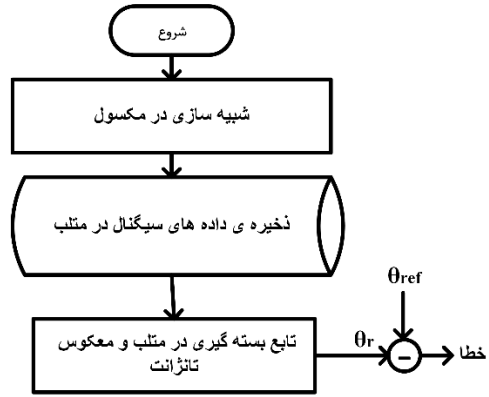 شروع
شبیه سازی در مکسول
ذخیره ی داده های سیگنال در متلب
θref
تابع بسته گیری در متلب و معکوس
تانژانت
θr
−
خطا